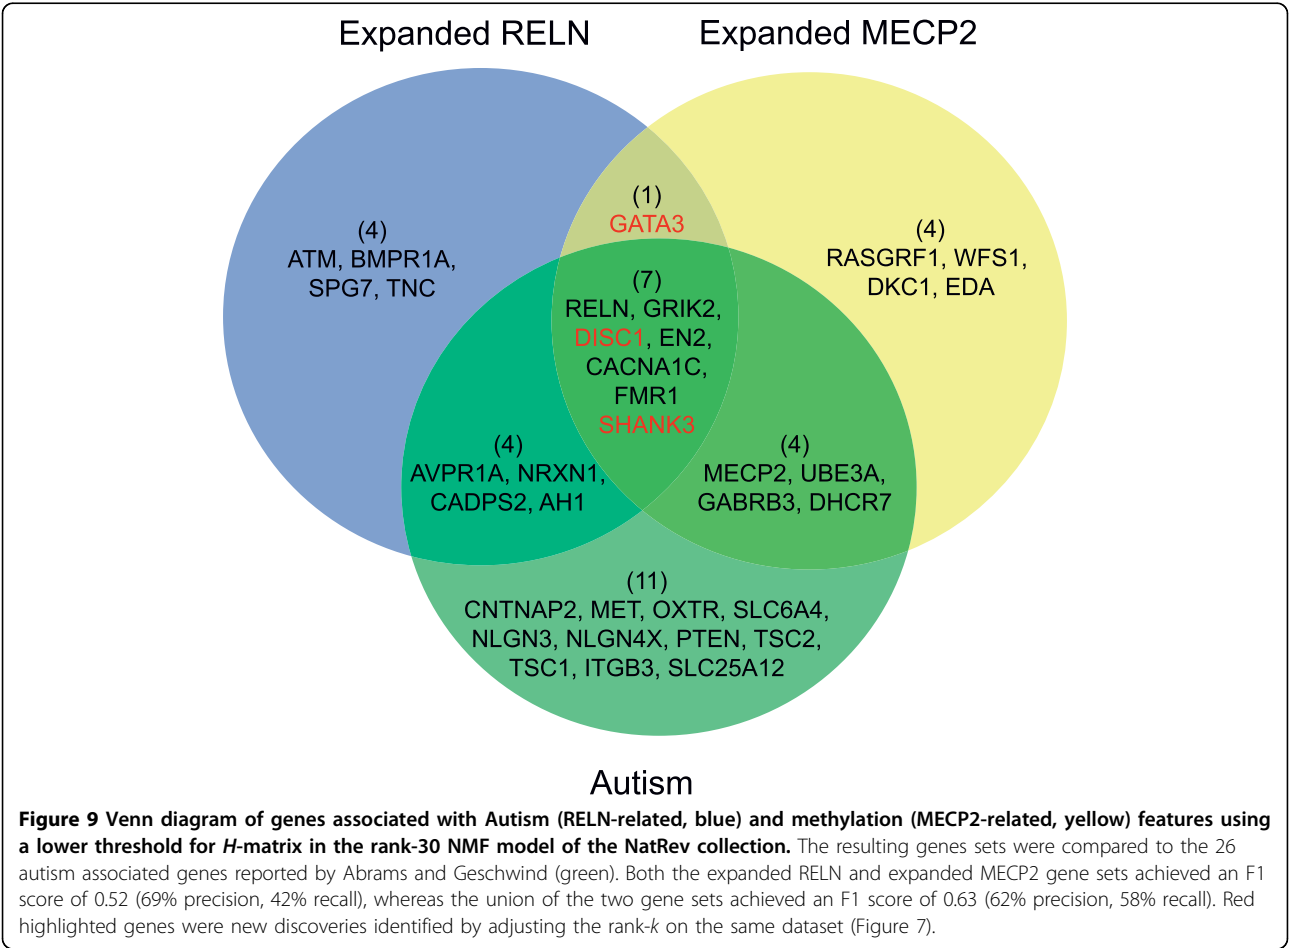 Expanded RELN
Expanded MECP2
(1)
GATA3
(4)
ATM, BMPR1A,
SPG7, TNC
(4)
RASGRF1, WFS1,
DKC1, EDA
(7)
RELN, GRIK2,
DISC1, EN2,
CACNA1C,
FMR1
SHANK3
(4)
AVPR1A, NRXN1,
CADPS2, AH1
(4)
MECP2, UBE3A,
GABRB3, DHCR7
(11)
CNTNAP2, MET, OXTR, SLC6A4,
NLGN3, NLGN4X, PTEN, TSC2,
TSC1, ITGB3, SLC25A12
Autism
Figure 9 Venn diagram of genes associated with Autism (RELN-related, blue) and methylation (MECP2-related, yellow) features using
a lower threshold for H-matrix in the rank-30 NMF model of the NatRev collection. The resulting genes sets were compared to the 26
autism associated genes reported by Abrams and Geschwind (green). Both the expanded RELN and expanded MECP2 gene sets achieved an F1
score of 0.52 (69% precision, 42% recall), whereas the union of the two gene sets achieved an F1 score of 0.63 (62% precision, 58% recall). Red
highlighted genes were new discoveries identified by adjusting the rank-k on the same dataset (Figure 7).